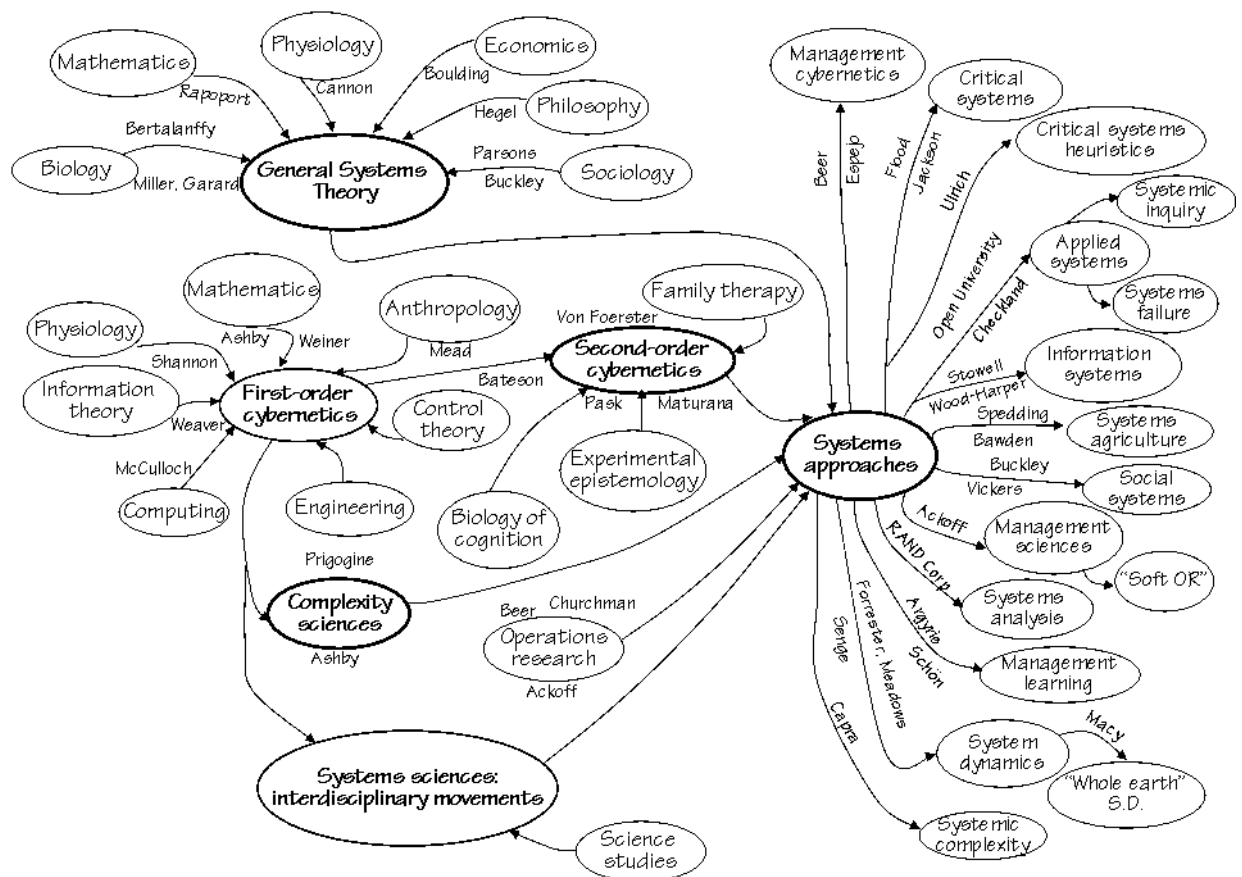 Mathematics
Rapoport
Physiology
Cannon
Economics
Boulding
Philosophy
Hegel
Biology
Bertalanffy
Miller, Garard
General Systems
Theory
Parsons
Buckley
Sociology
Mathematics
Ashby
Weiner
Physiology
Shannon
Information
theory
Weaver
McCulloch
Computing
First-order
cybernetics
Anthropology
Mead
Control
theory
Engineering
Bateson
Von Foerster
Family therapy
Second-order
cybernetics
Pask
Maturana
Experimental
epistemology
Biology of
cognition
Prigogine
Complexity
sciences
Ashby
Beer
Churchman
Operations
research
Ackoff
Systems sciences:
interdisciplinary movements
Science
studies
Systems
approaches
Management
cybernetics
Beer
Espejo
Critical
systems
Flood
Jackson
Critical systems
heuristics
Ulrich
Systemic
inquiry
Applied
systems
Open University
Checkland
Systems
failure
Information
systems
Stowell
Wood-Harper
Spedding
Bawden
Systems
agriculture
Buckley
Vickers
Social
systems
Ackoff
Management
sciences
"Soft OR"
RAND Corp
Systems
analysis
Argyris
Schön
Management
learning
Forrester, Meadows
System
dynamics
Macy
"Whole earth"
S.D.
Senge
Capra
Systemic
complexity